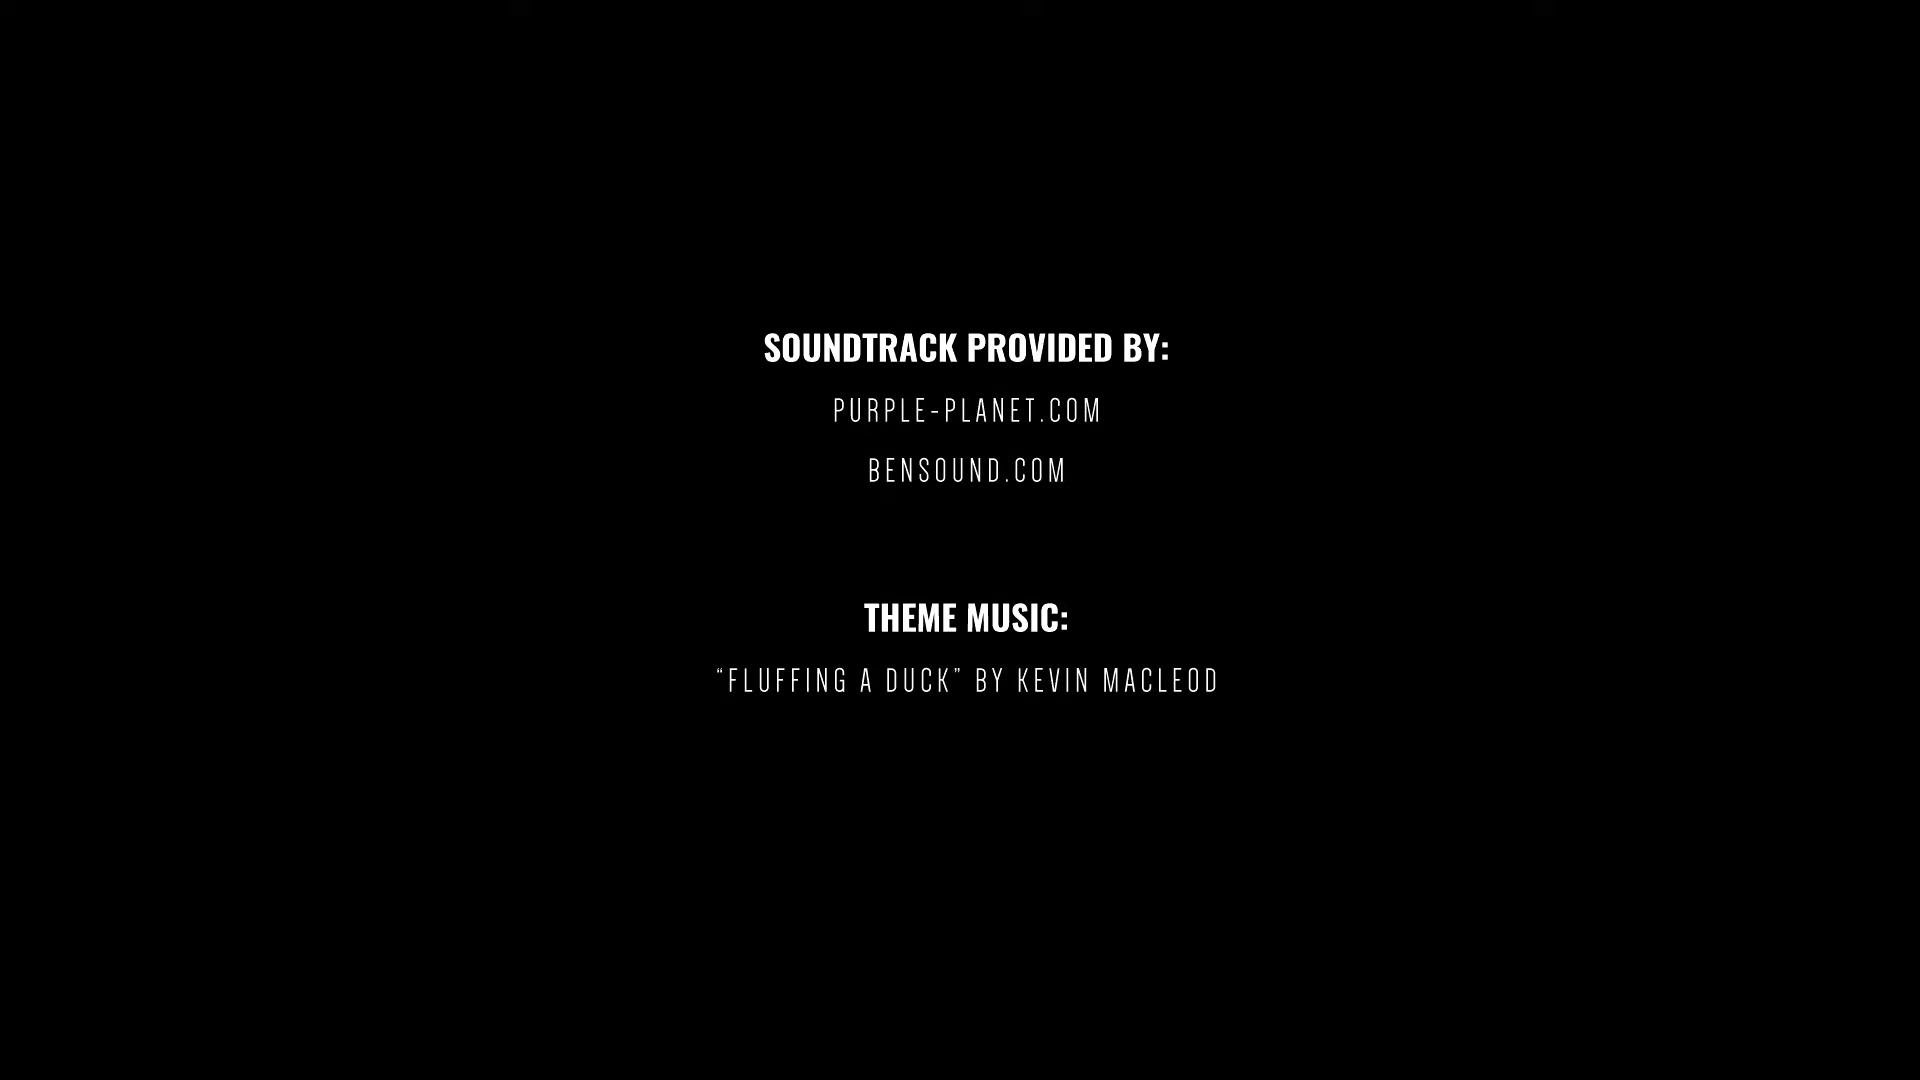 SOUNDTRACK PROVIDED BY:
PURPLE-PLANET.COM
BENSOUND.COM
THEME MUSIC:
“FLUFFING A DUCK” BY KEVIN MACLEOD